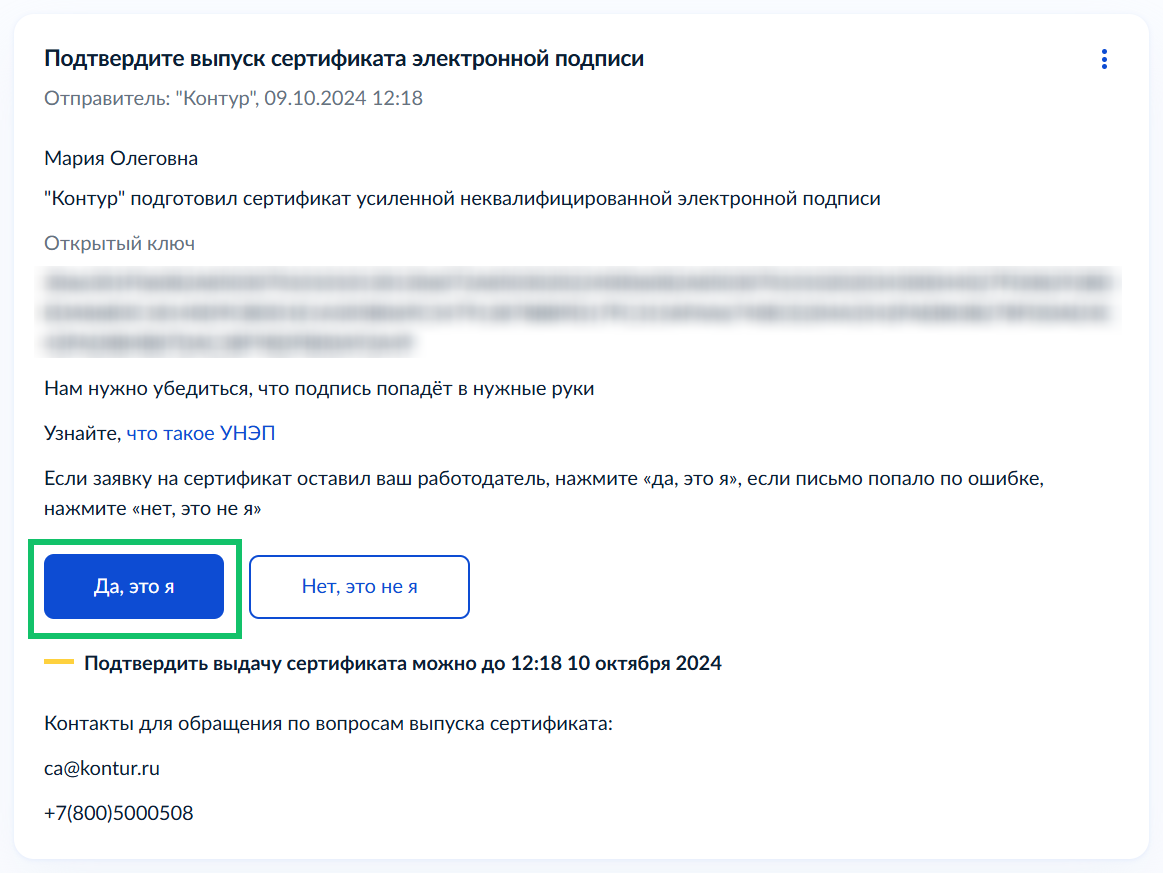 Подтвердите выпуск сертификата электронной подписи
Отправитель: "Контур", 09.10.2024 12:18
Мария Олеговна
"Контур" подготовил сертификат усиленной неквалифицированной электронной подписи
Открытый ключ
Нам нужно убедиться, что подпись попадёт в нужные руки
Узнайте, что такое УНЭП
Если заявку на сертификат оставил ваш работодатель, нажмите «да, это я», если письмо попало по ошибке,
нажмите «нет, это не я»
Да, это я
Нет, это не я
Подтвердить выдачу сертификата можно до 12:18 10 октября 2024
Контакты для обращения по вопросам выпуска сертификата:
ca@kontur.ru
+7(800)5000508